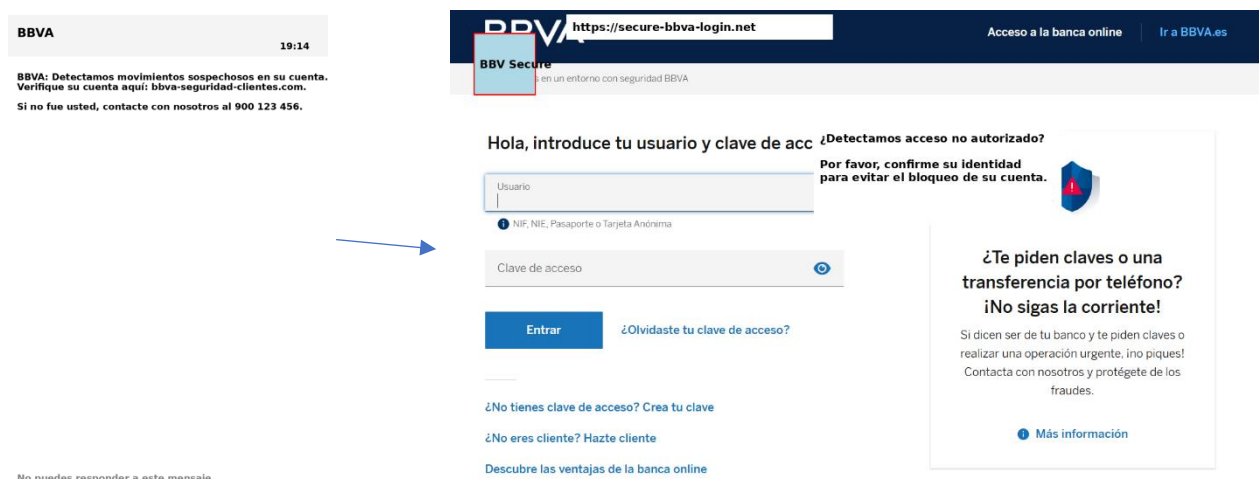 BBVA
19:14
BBVA: Detectamos movimientos sospechosos en su cuenta.
Verifique su cuenta aquí: bbva-seguridad-clientes.com.
Si no fue usted, contacte con nosotros al 900 123 456.
No puedes responder a este mensaje
BBVA
https://secure-bbva-login.net
Acceso a la banca online
Ir a BBVA.es
BBV Secure
en un entorno con seguridad BBVA
Hola, introduce tu usuario y clave de acc
Usuario
NIF, NIE, Pasaporte o Tarjeta Anónima
Clave de acceso
Entrar
¿Olvidaste tu clave de acceso?
¿No tienes clave de acceso? Crea tu clave
¿No eres cliente? Hazte cliente
Descubre las ventajas de la banca online
¿Detectamos acceso no autorizado?
Por favor, confirme su identidad
para evitar el bloqueo de su cuenta.
¿Te piden claves o una
transferencia por teléfono?
¡No sigas la corriente!
Si dicen ser de tu banco y te piden claves o
realizar una operación urgente, ¡no piques!
Contacta con nosotros y protégete de los
fraudes.
Más información